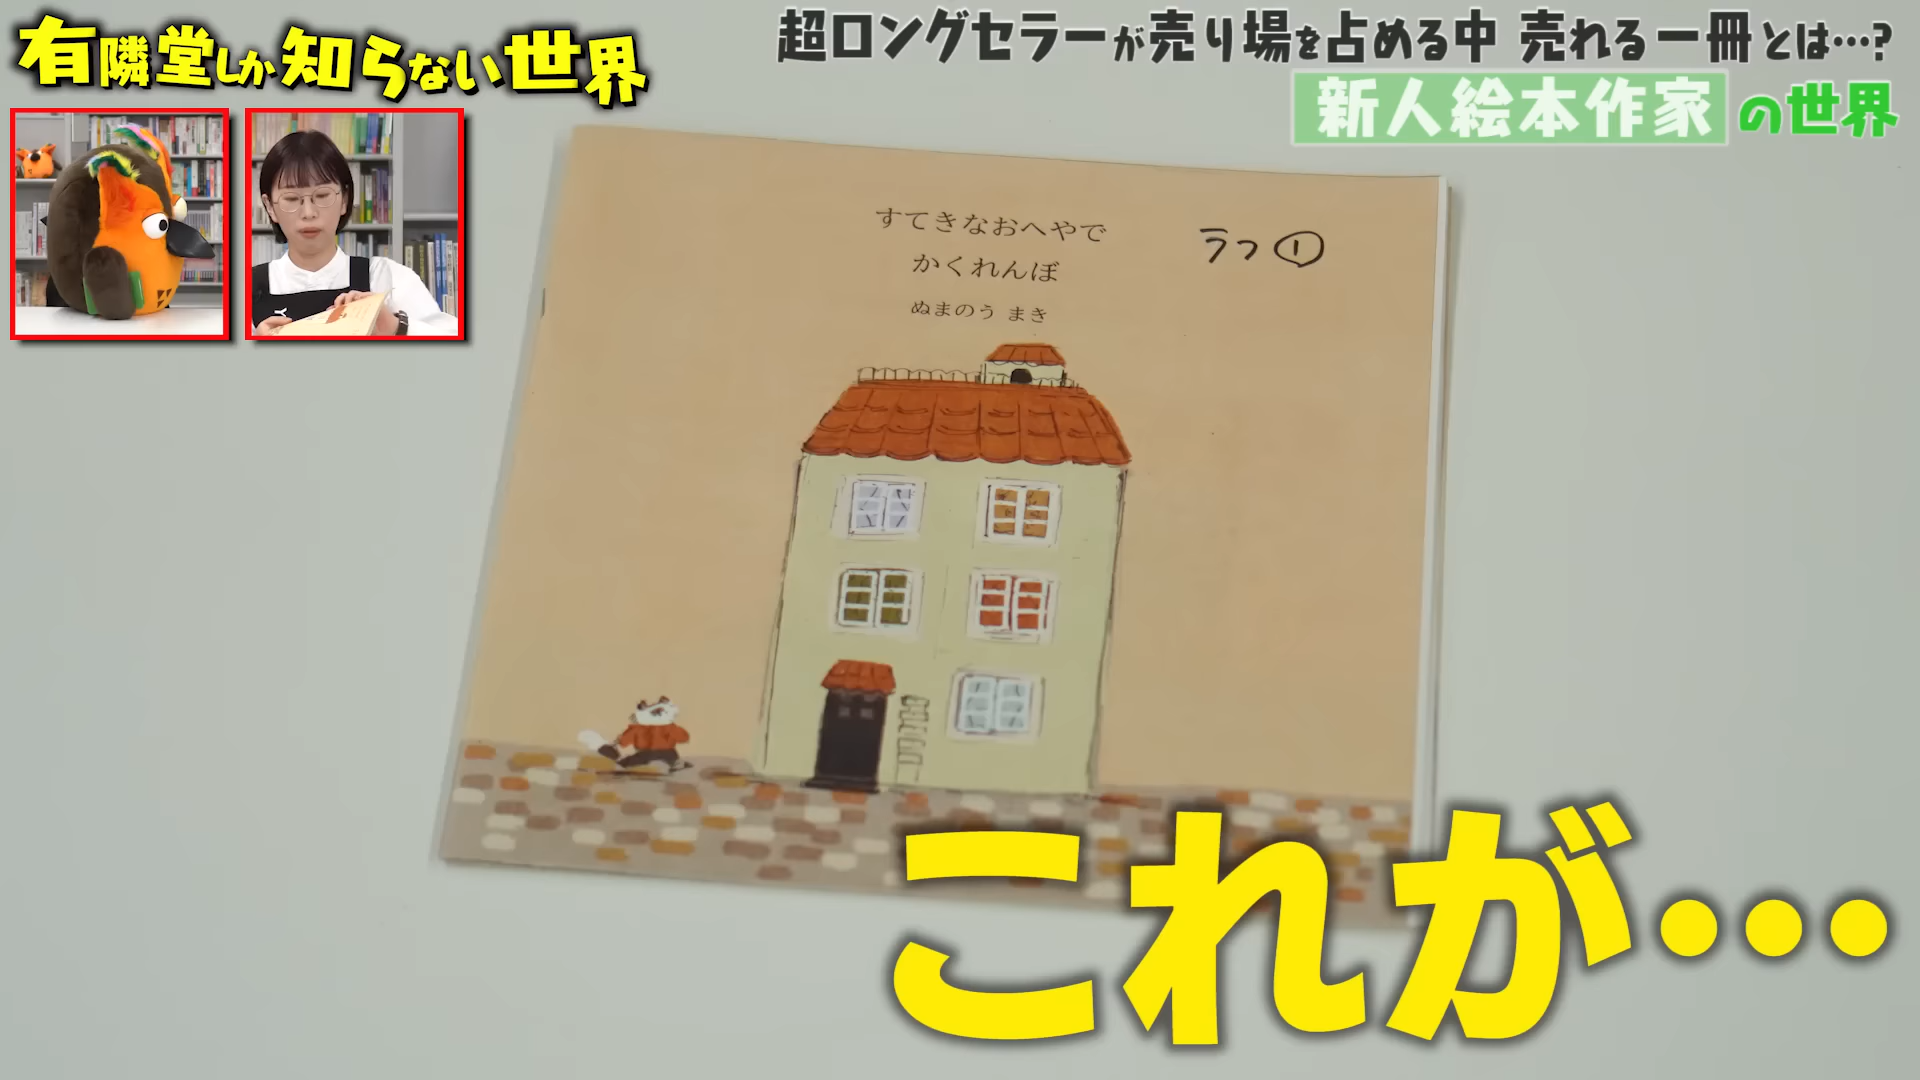 有隣堂しか知らない世界
超ロングセラーが売り場を占める中 売れる一冊とは…?
新人絵本作家の世界
すてきなおへやで
かくれんぼ
ぬまのう まき
ラフ①
これが…